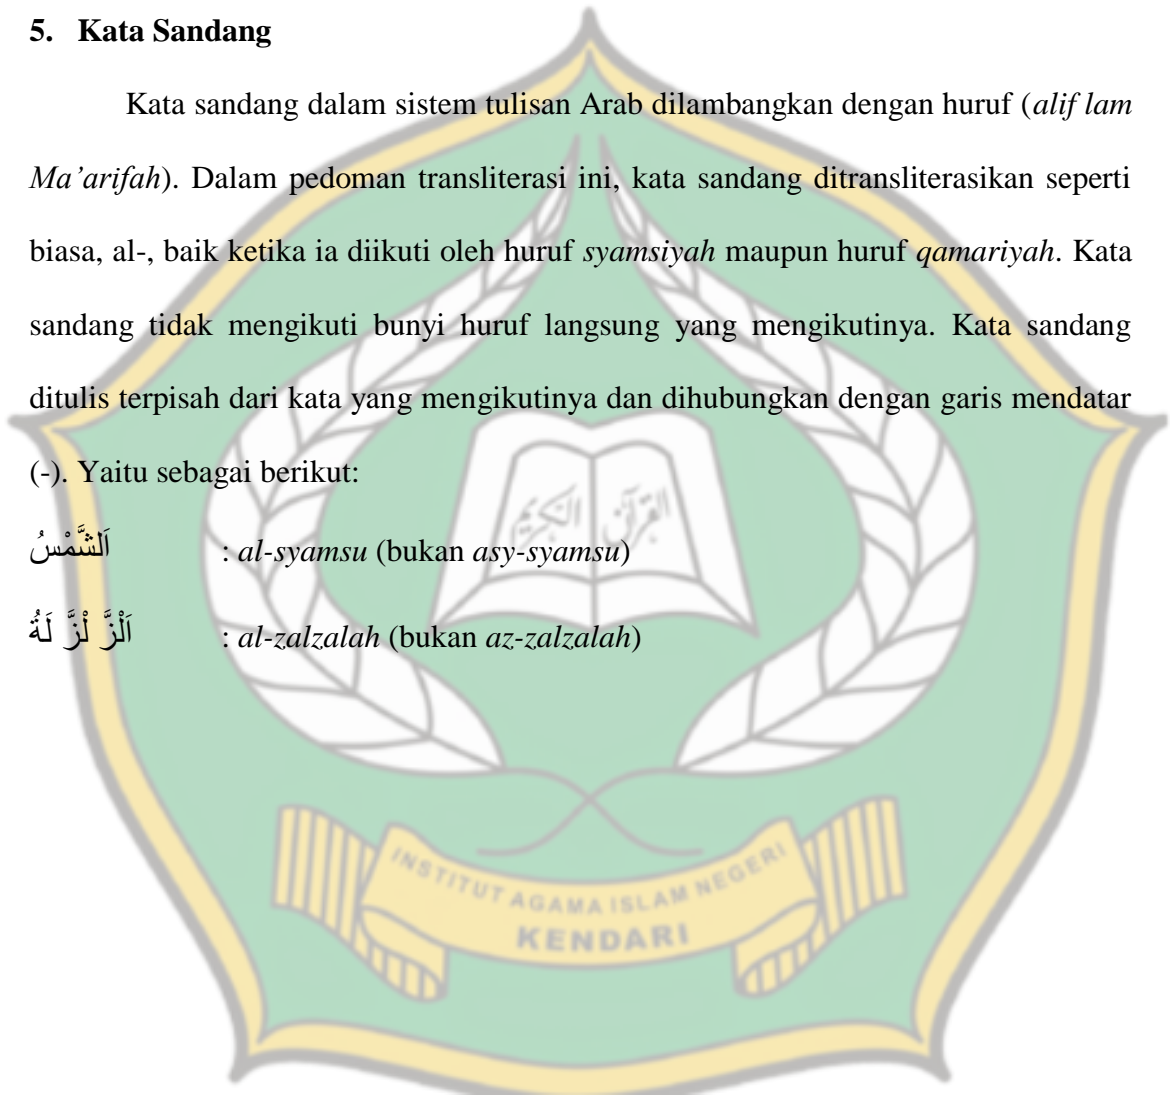 5. Kata Sandang
Kata sandang dalam sistem tulisan Arab dilambangkan dengan huruf (alif lam
Ma’arifah). Dalam pedoman transliterasi ini, kata sandang ditransliterasikan seperti
biasa, al-, baik ketika ia diikuti oleh huruf syamsiyah maupun huruf qamariyah. Kata
sandang tidak mengikuti bunyi huruf langsung yang mengikutinya. Kata sandang
ditulis terpisah dari kata yang mengikutinya dan dihubungkan dengan garis mendatar
(-). Yaitu sebagai berikut:
القرآن الكريم
اَلشَّمْسُ : al-syamsu (bukan asy-syamsu)
اَلْزَّ لْزَّ لَةُ : al-zalzalah (bukan az-zalzalah)
INSTITUT AGAMA ISLAM NEGERI
KENDARI